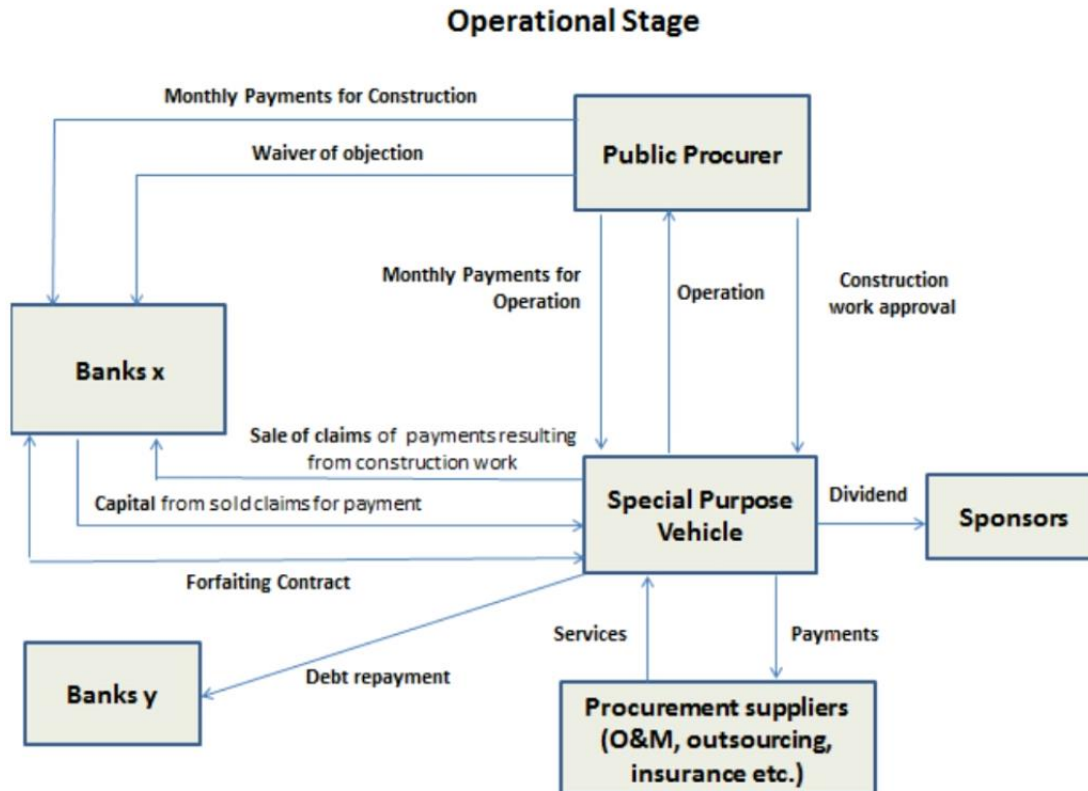 Operational Stage
Monthly Payments for Construction
Public Procurer
Waiver of objection
Monthly Payments for
Operation
Operation
Construction
work approval
Banks x
Sale of claims of payments resulting
from construction work
Capital from sold claims for payment
Special Purpose
Vehicle
Dividend
Sponsors
Forfaiting Contract
Services
Payments
Banks y
Debt repayment
Procurement suppliers
(O&M, outsourcing,
insurance etc.)